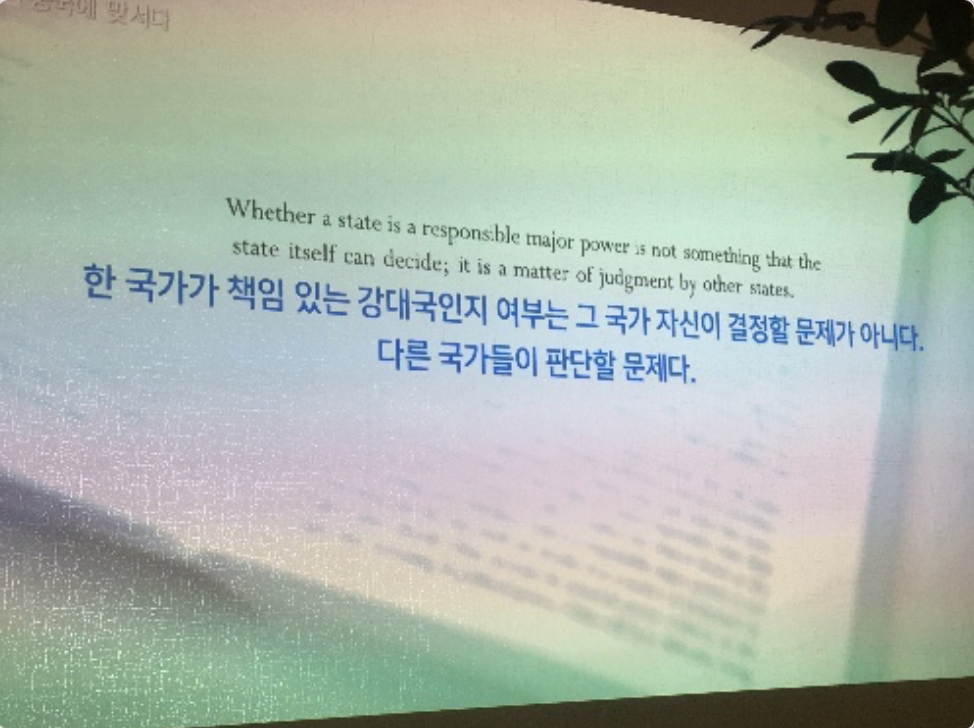 맞서다
Whether a state is a responsible major power is not something that the
state itself can decide; it is a matter of judgment by other states.
한 국가가 책임 있는 강대국인지 여부는 그 국가 자신이 결정할 문제가 아니다.
다른 국가들이 판단할 문제다.